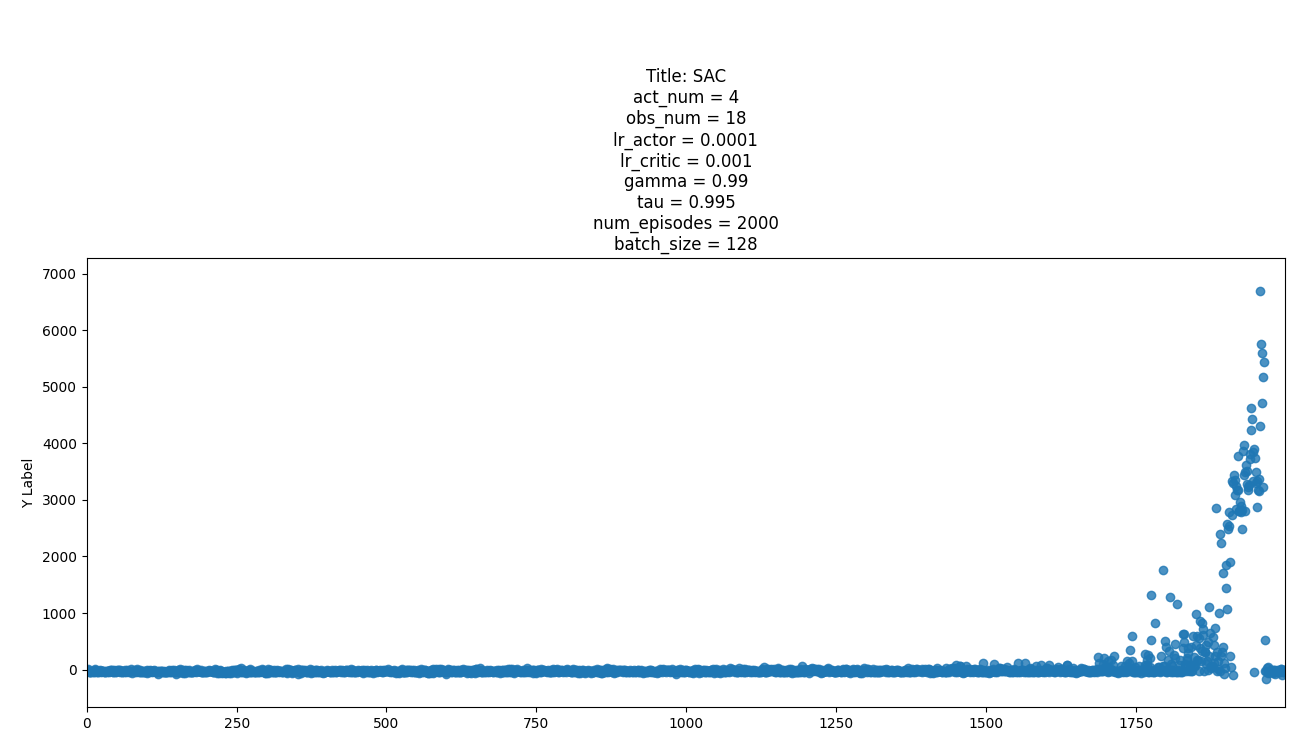 Title: SAC
act_num = 4
obs_num = 18
lr_actor = 0.0001
lr_critic = 0.001
gamma = 0.99
tau = 0.995
num_episodes = 2000
batch_size = 128
7000
6000
5000
4000
3000
2000
1000
0
Y Label
0 250 500 750 1000 1250 1500 1750